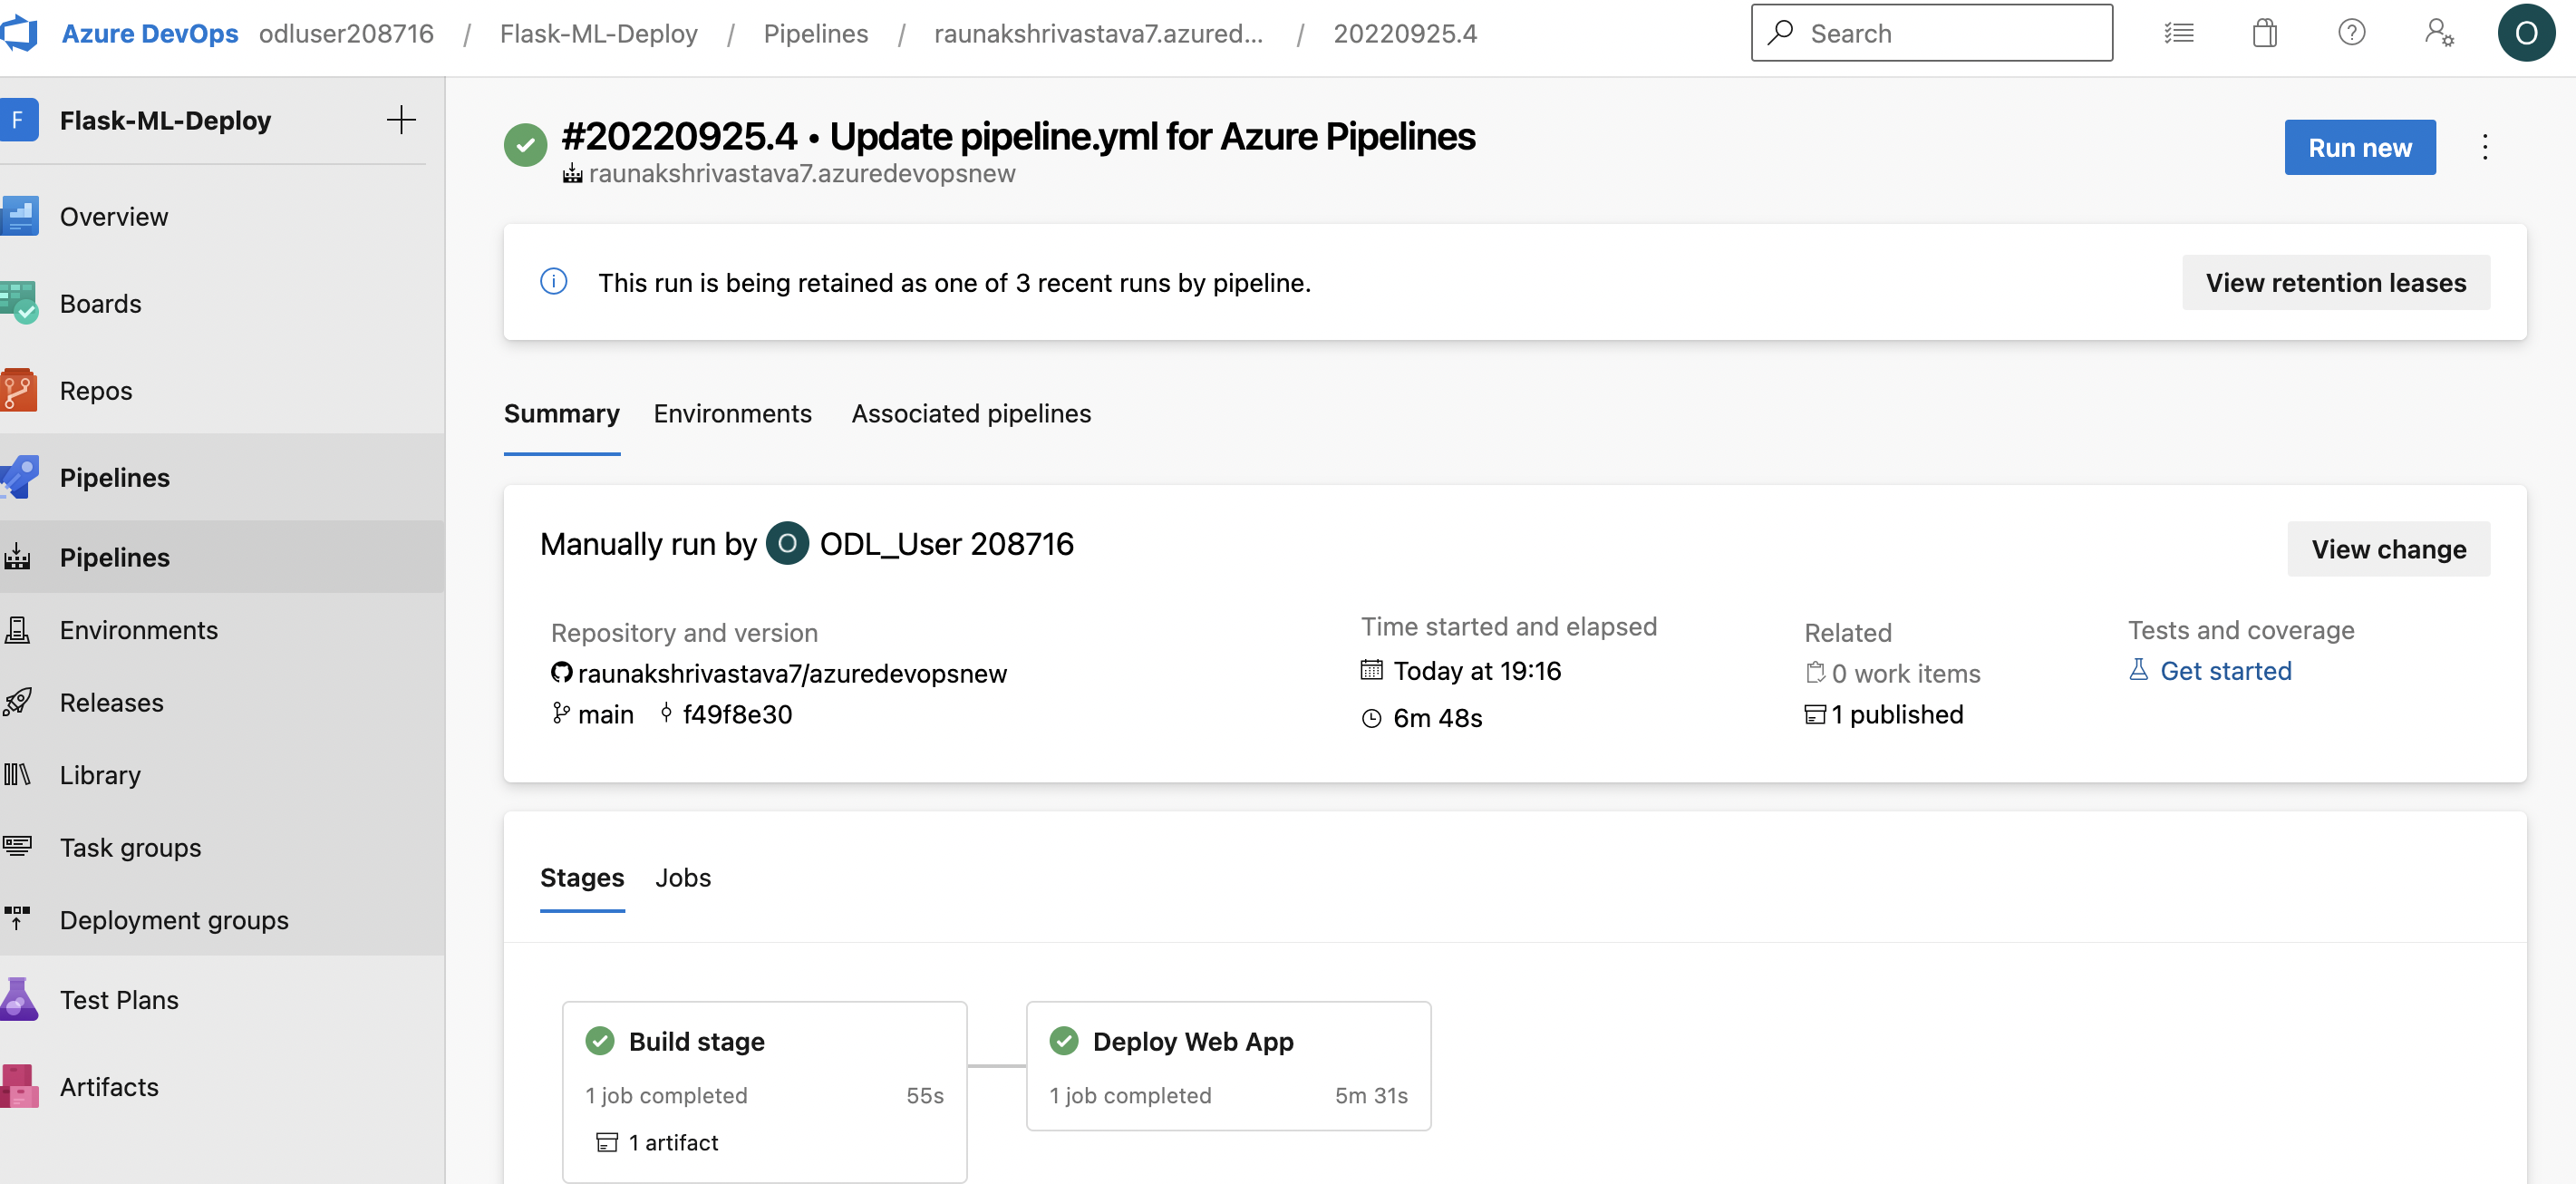 Azure DevOps odluser208716 / Flask-ML-Deploy / Pipelines / raunakshrivastava7.azured... / 20220925.4
Search
O
F Flask-ML-Deploy
Overview
Boards
Repos
Pipelines
Pipelines
Environments
Releases
Library
Task groups
Deployment groups
Test Plans
Artifacts
#20220925.4 • Update pipeline.yml for Azure Pipelines
raunakshrivastava7.azuredevopsnew
Run new
This run is being retained as one of 3 recent runs by pipeline.
View retention leases
Summary Environments Associated pipelines
Manually run by O ODL_User 208716
View change
Repository and version
raunakshrivastava7/azuredevopsnew
main f49f8e30
Time started and elapsed
Today at 19:16
6m 48s
Related
0 work items
1 published
Tests and coverage
Get started
Stages Jobs
Build stage
1 job completed 55s
1 artifact
Deploy Web App
1 job completed 5m 31s